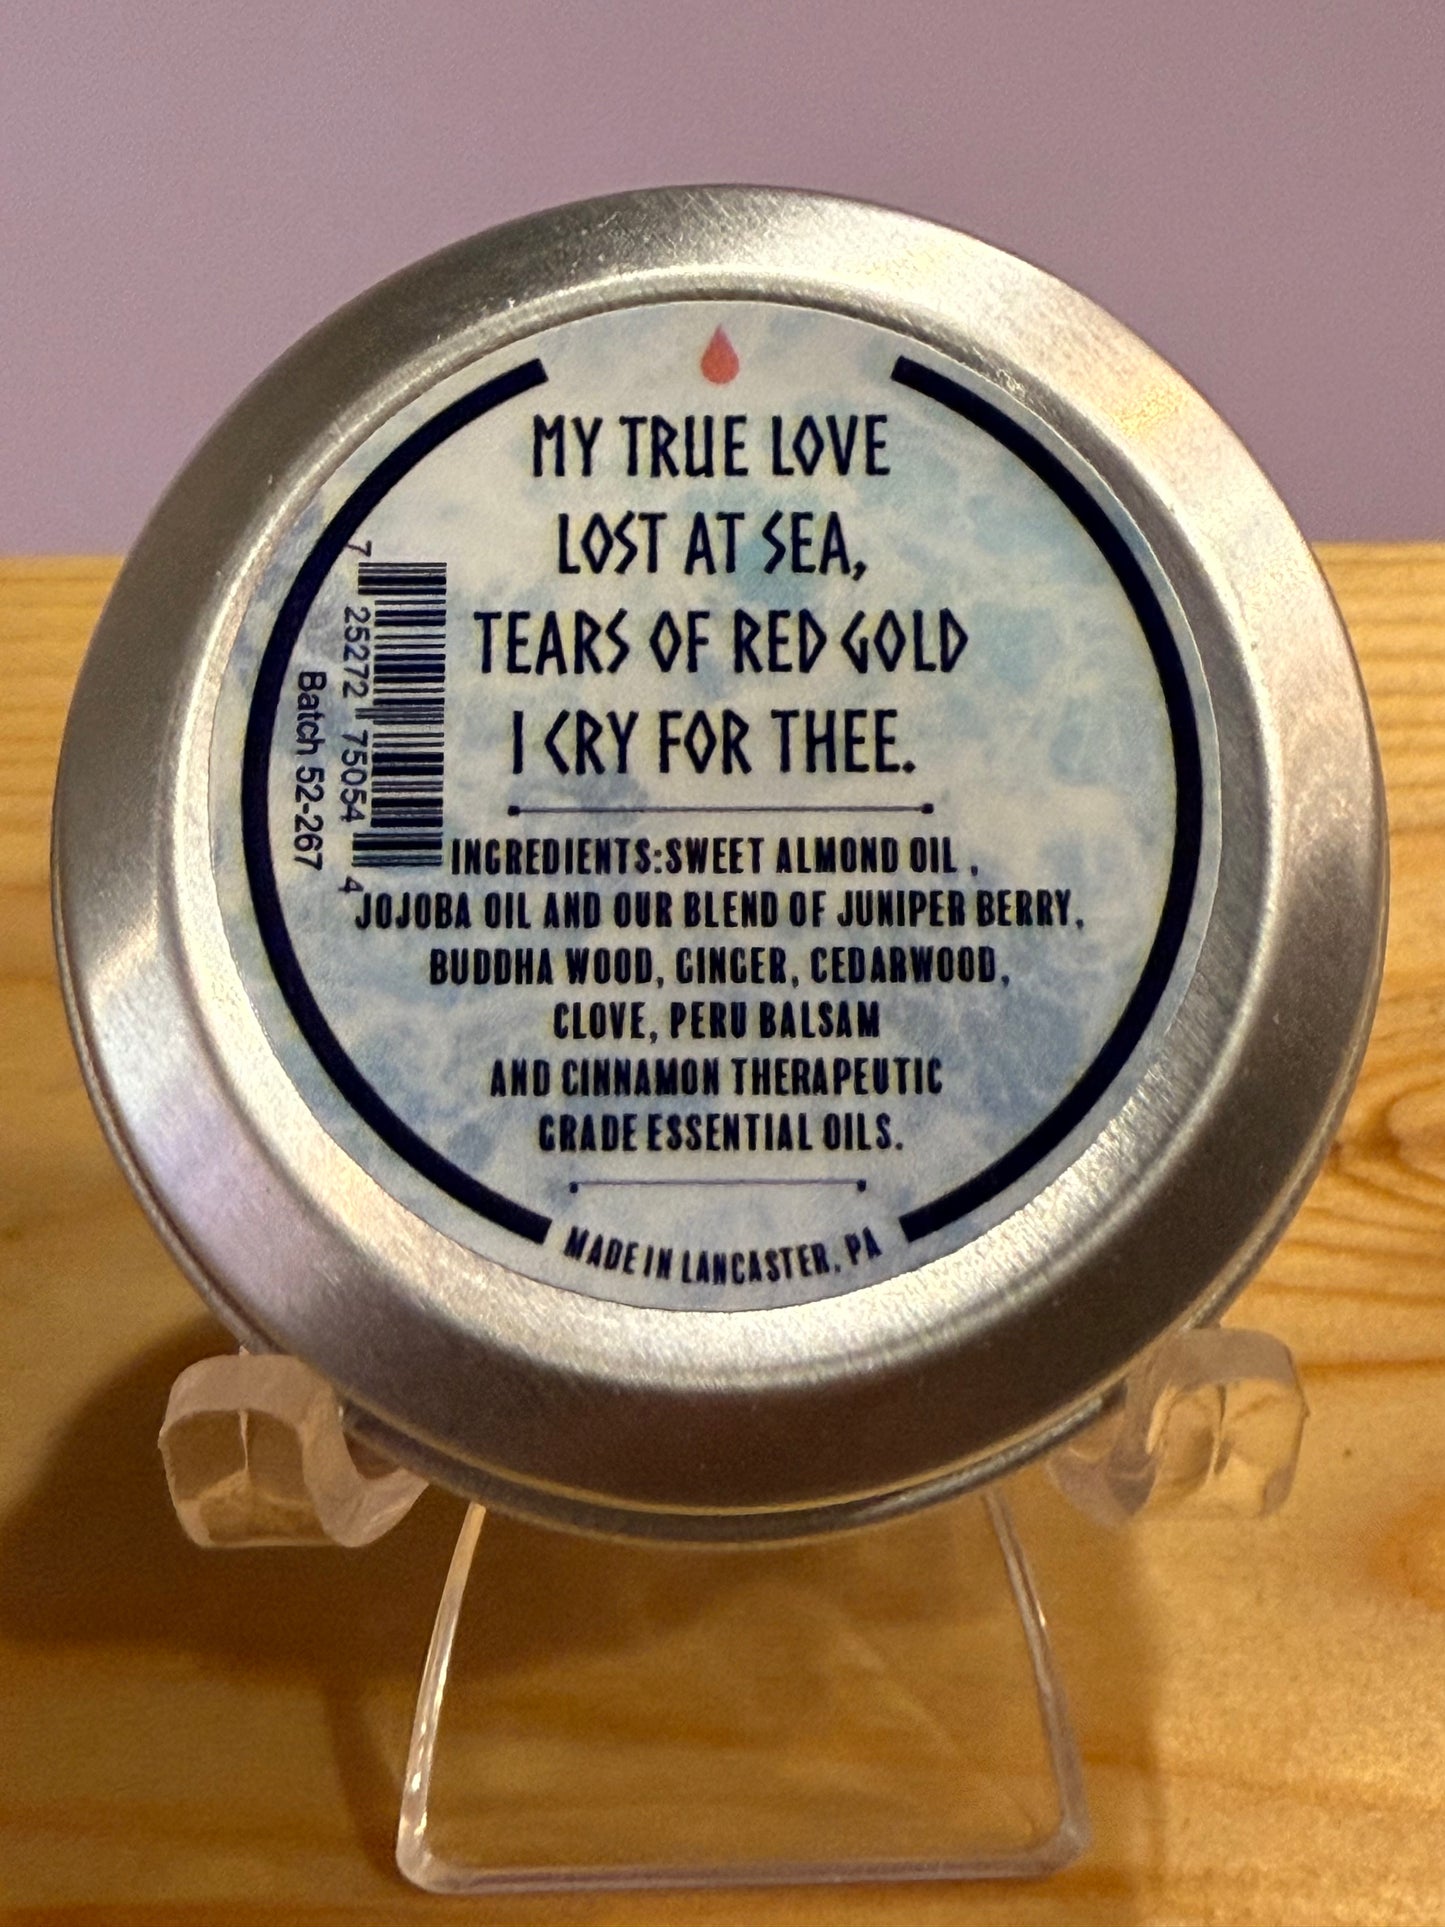 MY TRUE LOVE
LOST AT SEA,
TEARS OF RED GOLD
I CRY FOR THEE.
7 25272 75054 4
Batch 52-267
INGREDIENTS:SWEET ALMOND OIL ,
JOJOBA OIL AND OUR BLEND OF JUNIPER BERRY,
BUDDHA WOOD, GINGER, CEDARWOOD,
CLOVE, PERU BALSAM
AND CINNAMON THERAPEUTIC
GRADE ESSENTIAL OILS.
MADE IN LANCASTER, PA